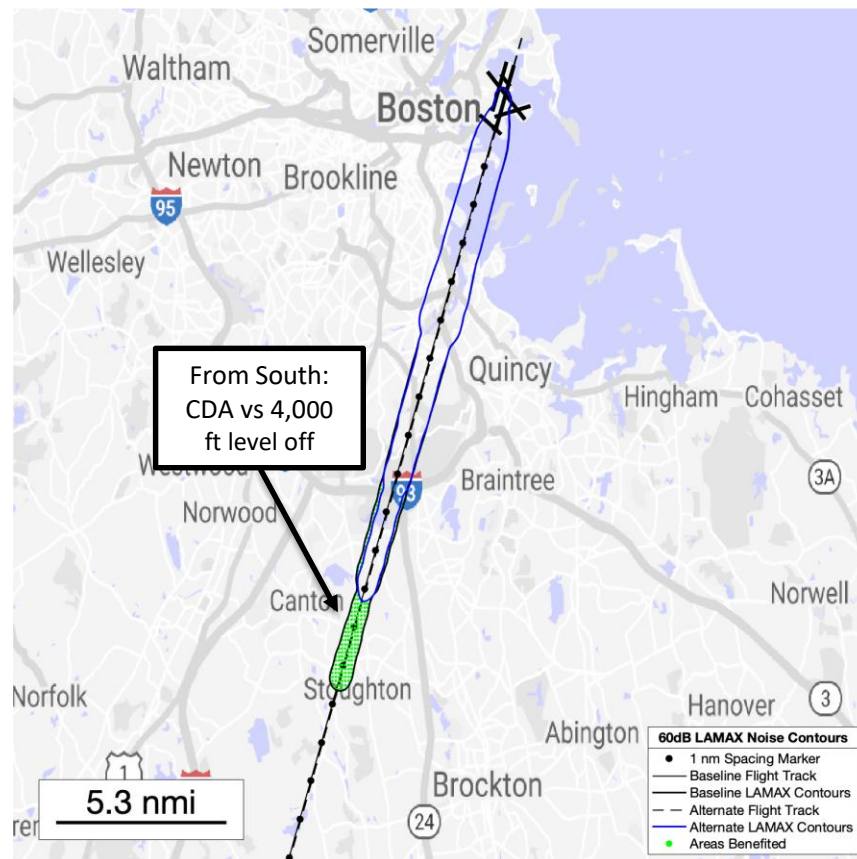 Somerville
Waltham
Boston
Newton
Brookline
95
Wellesley
From South:
CDA vs 4,000
ft level off
Quincy
Hingham
Cohasset
Westwood
93
Braintree
3A
Norwood
Canton
Norwell
Stoughton
Norfolk
Hanover
3
Abington
1
5.3 nmi
Brockton
24
60dB LAMAX Noise Contours
1 nm Spacing Marker
Baseline Flight Track
Baseline LAMAX Contours
Alternate Flight Track
Alternate LAMAX Contours
Areas Benefited